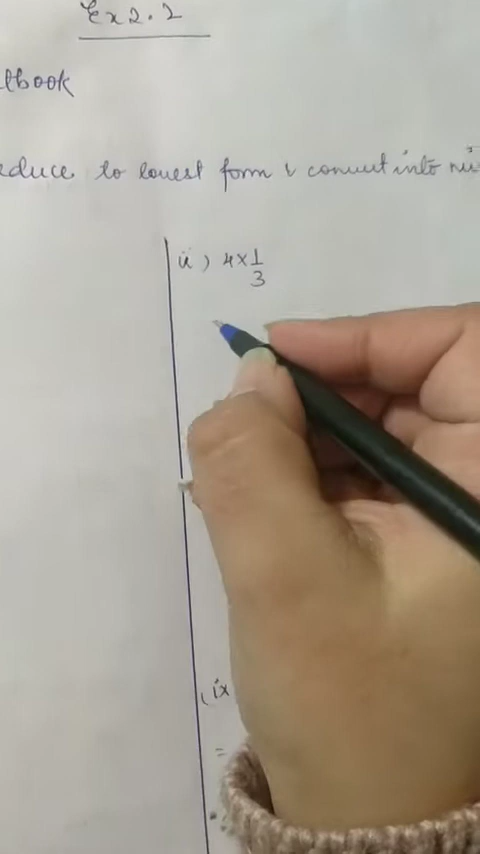 Ex 2.2
tbook
educe to lowest form & convert into
ii) 4×1/3
(ix
=